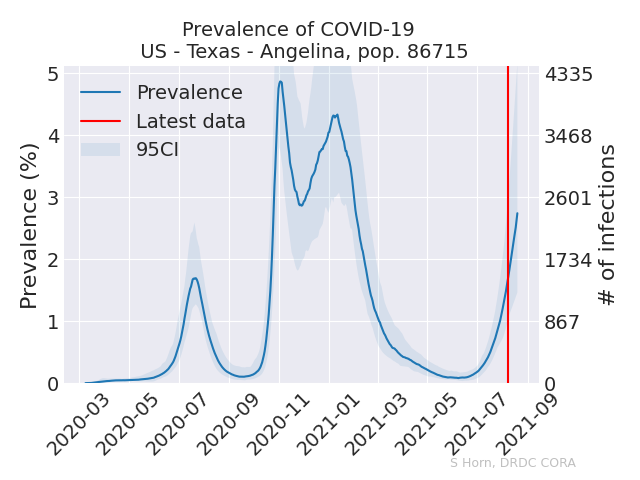 Prevalence of COVID-19
US - Texas - Angelina, pop. 86715
Prevalence (%)
5
4
3
2
1
0
Prevalence
Latest data
95CI
4335
3468
2601
1734
867
0
# of infections
2020-03
2020-05
2020-07
2020-09
2020-11
2021-01
2021-03
2021-05
2021-07
2021-09
S Horn, DRDC CORA